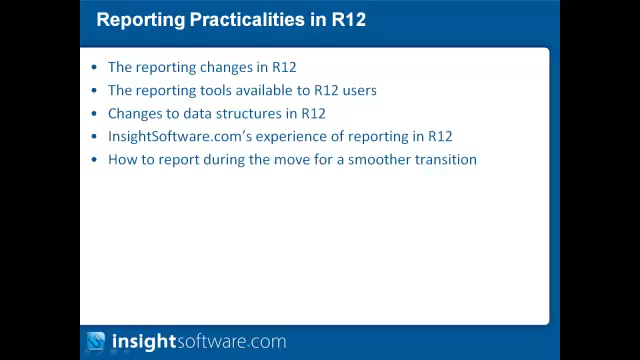 Reporting Practicalities in R12
• The reporting changes in R12
• The reporting tools available to R12 users
• Changes to data structures in R12
• InsightSoftware.com's experience of reporting in R12
• How to report during the move for a smoother transition
insightsoftware.com